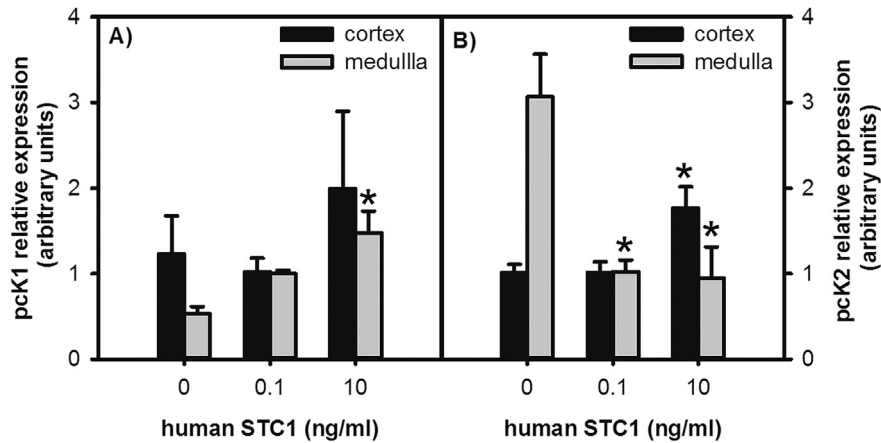 A)
cortex
medullla
B)
cortex
medullla
pcK1 relative expression
(arbitrary units)
4
3
2
1
0
*
*
*
*
4
3
2
1
0
pcK2 relative expression
(arbitrary units)
0 0.1 10
0 0.1 10
human STC1 (ng/ml)
human STC1 (ng/ml)